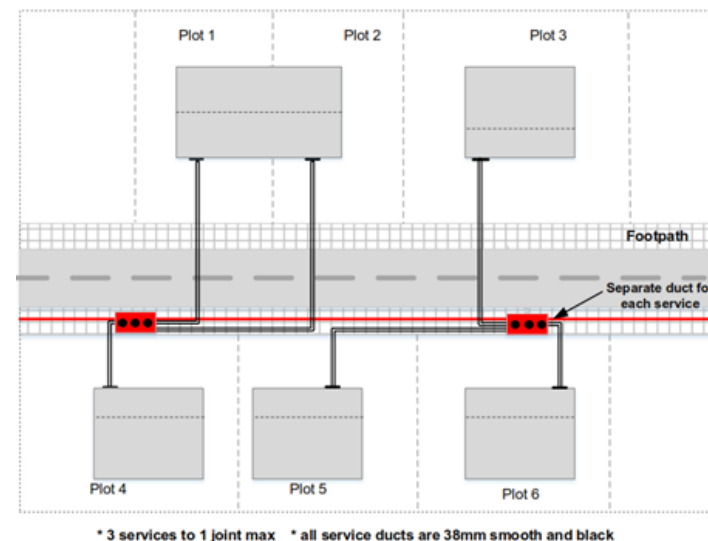 Plot 1
Plot 2
Plot 3
Footpath
Separate duct for
each service
Plot 4
Plot 5
Plot 6
* 3 services to 1 joint max * all service ducts are 38mm smooth and black